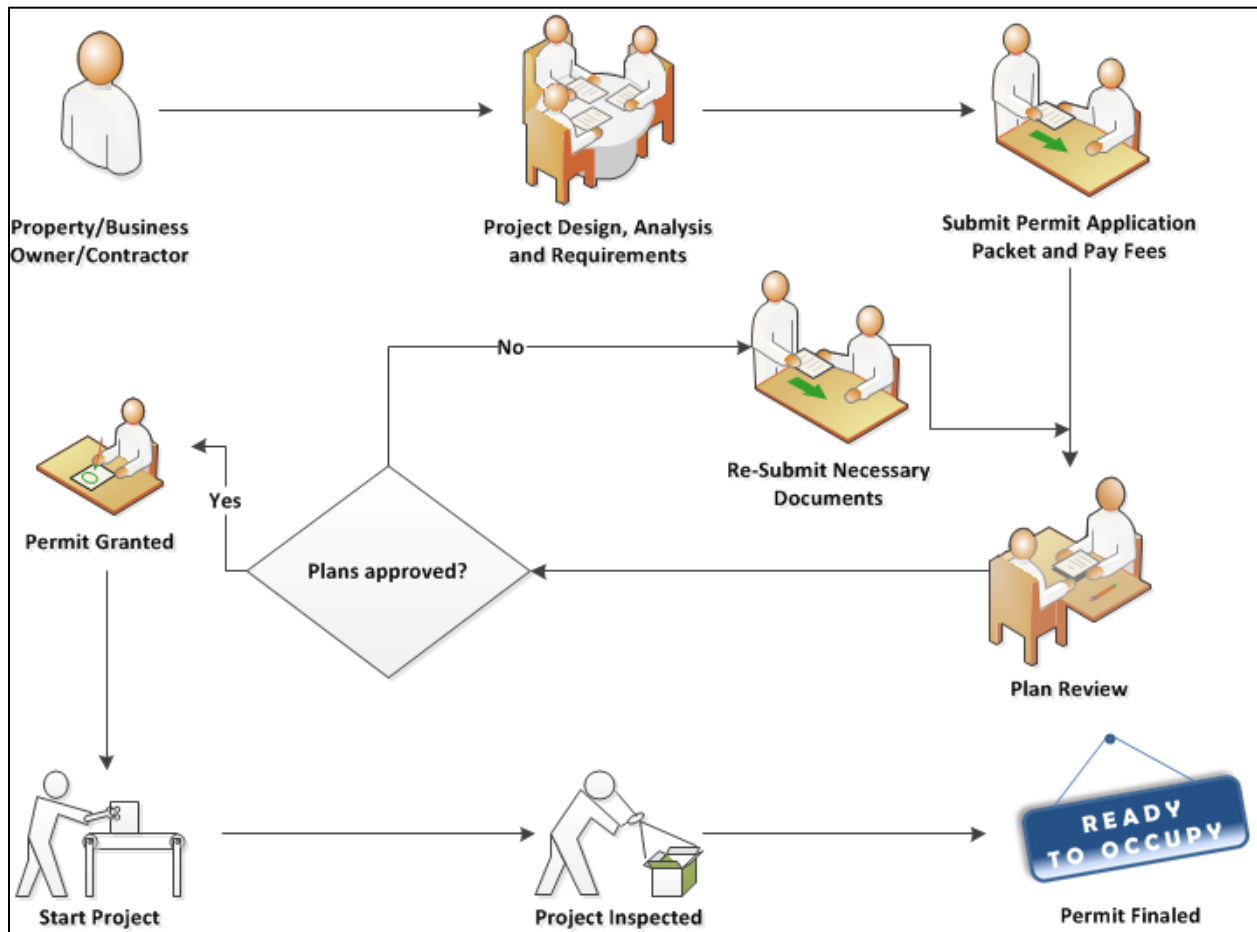 Property/Business
Owner/Contractor
Project Design, Analysis
and Requirements
Submit Permit Application
Packet and Pay Fees
No
Re-Submit Necessary
Documents
Yes
Permit Granted
Plans approved?
Plan Review
READY
TO OCCUPY
Start Project
Project Inspected
Permit Finaled